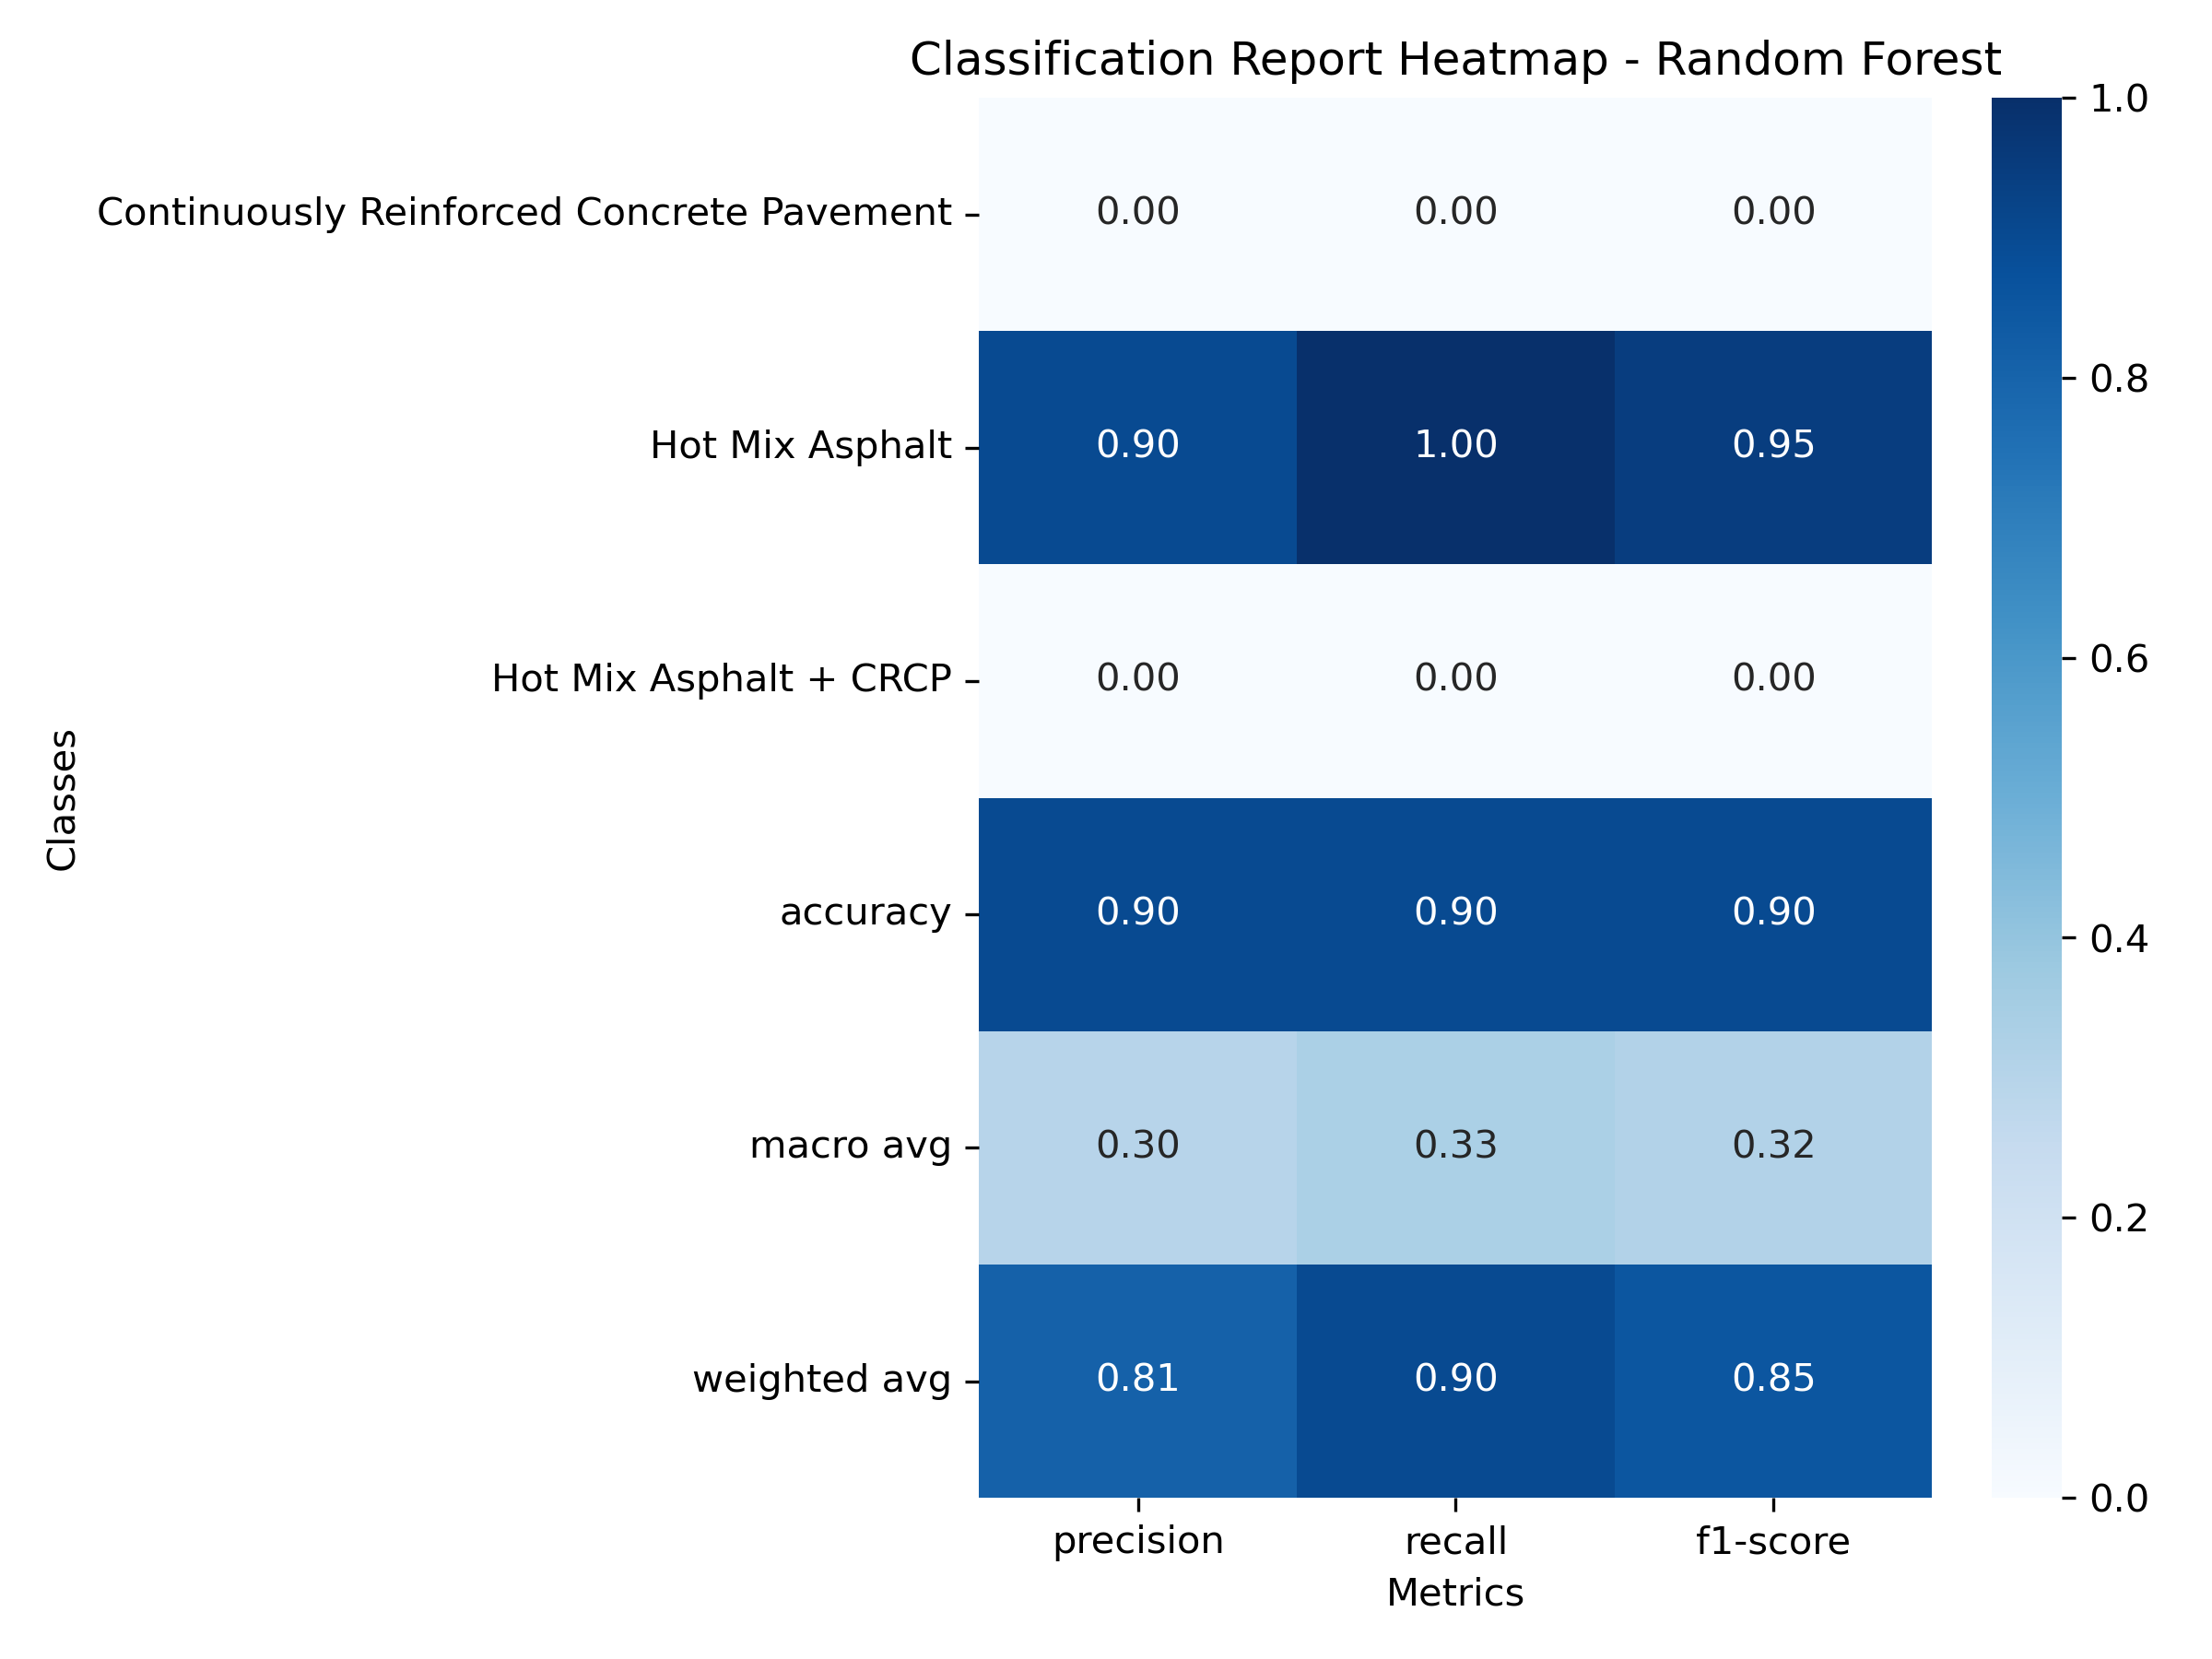 Classification Report Heatmap - Random Forest
Classes
Continuously Reinforced Concrete Pavement 0.00 0.00 0.00
Hot Mix Asphalt 0.90 1.00 0.95
Hot Mix Asphalt + CRCP 0.00 0.00 0.00
accuracy 0.90 0.90 0.90
macro avg 0.30 0.33 0.32
weighted avg 0.81 0.90 0.85
precision recall f1-score
Metrics
1.0
0.8
0.6
0.4
0.2
0.0